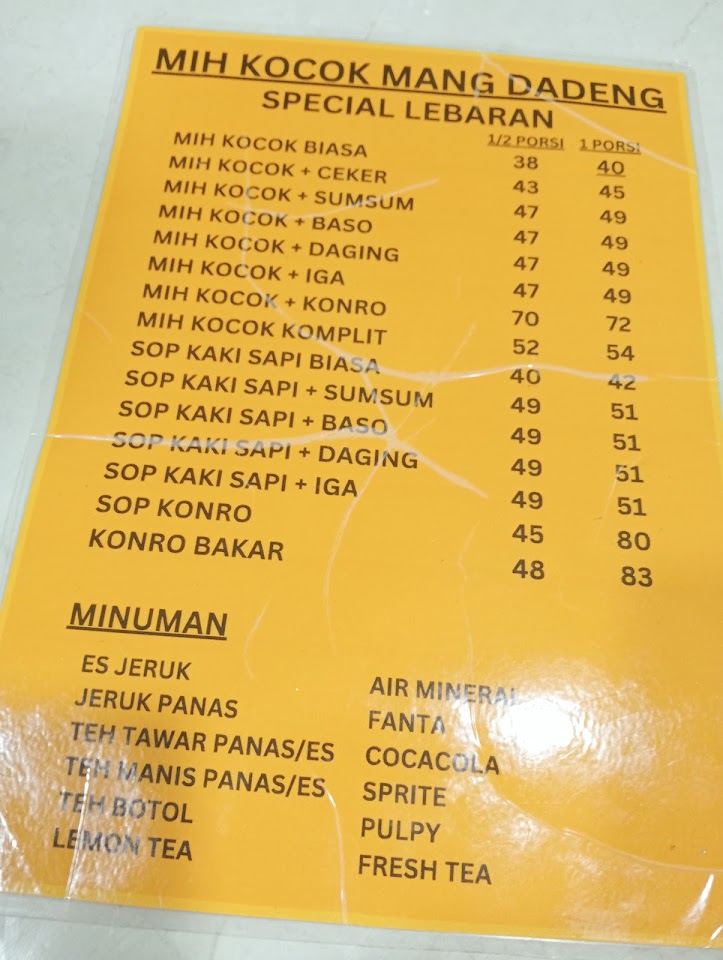 MIH KOCOK MANG DADENG
SPECIAL LEBARAN
1/2 PORSI 1 PORSI
MIH KOCOK BIASA 38 40
MIH KOCOK + CEKER 43 45
MIH KOCOK + SUMSUM 47 49
MIH KOCOK + BASO 47 49
MIH KOCOK + DAGING 47 49
MIH KOCOK + IGA 47 49
MIH KOCOK + KONRO 70 72
MIH KOCOK KOMPLIT 52 54
SOP KAKI SAPI BIASA 40 42
SOP KAKI SAPI + SUMSUM 49 51
SOP KAKI SAPI + BASO 49 51
SOP KAKI SAPI + DAGING 49 51
SOP KAKI SAPI + IGA 49 51
SOP KONRO 45 80
KONRO BAKAR 48 83
MINUMAN
ES JERUK
JERUK PANAS
TEH TAWAR PANAS/ES
TEH MANIS PANAS/ES
TEH BOTOL
LEMON TEA
AIR MINERAL
FANTA
COCACOLA
SPRITE
PULPY
FRESH TEA